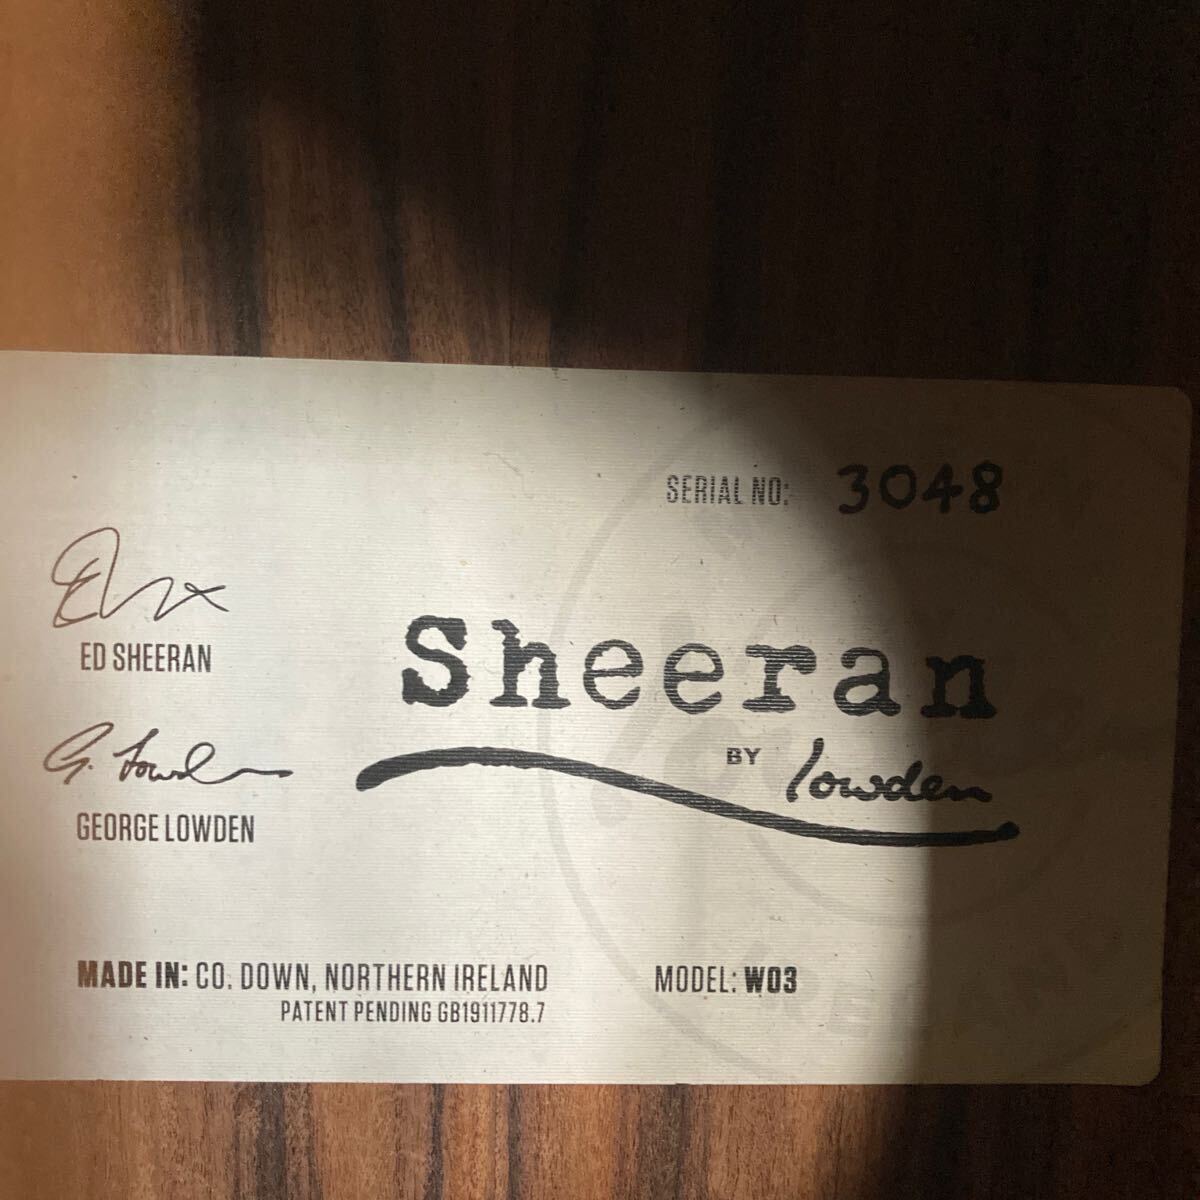 SERIAL NO: 3048
ED SHEERAN
Sheeran
BY lowden
G. Lowden
GEORGE LOWDEN
MADE IN: CO. DOWN, NORTHERN IRELAND
PATENT PENDING GB1911778.7
MODEL: W03